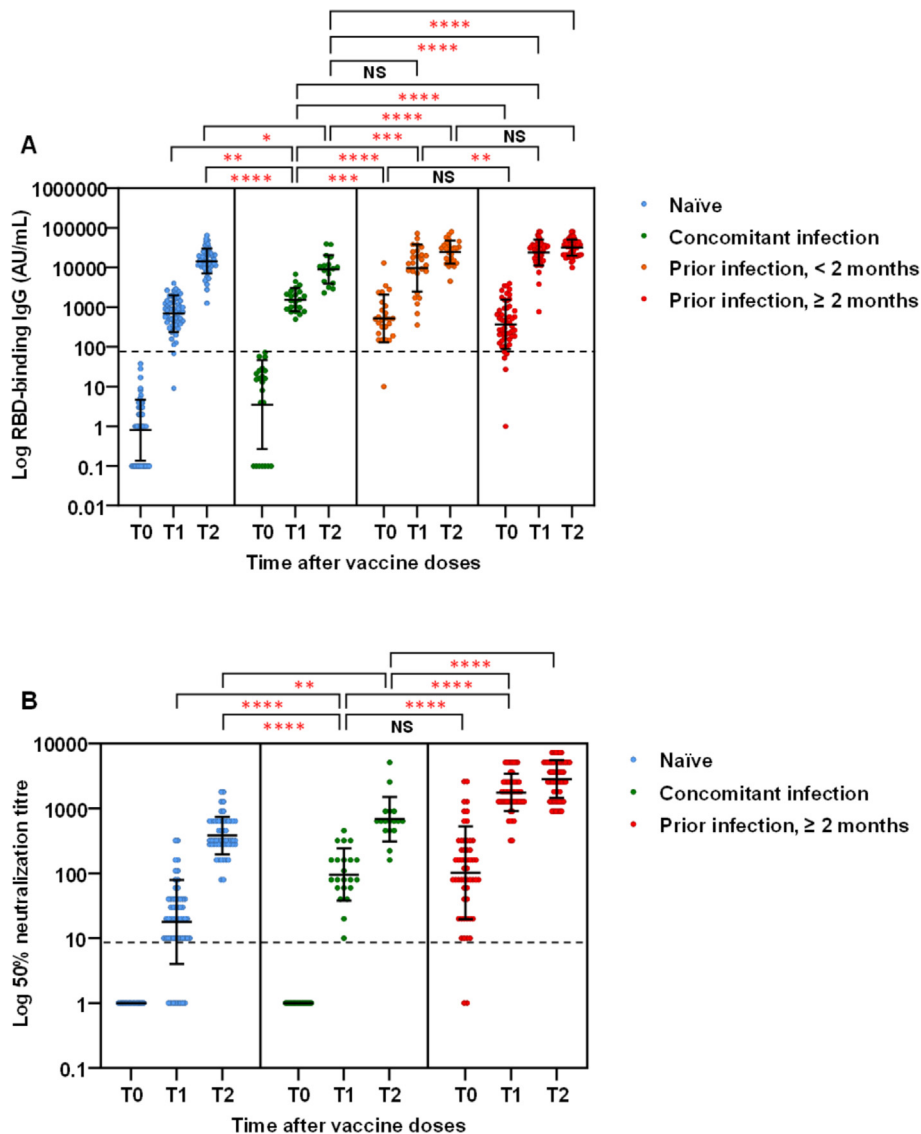 ****
****
NS
****
****
* *** NS
A
** **** **
**** *** NS
1000000
100000
10000
1000
100
10
1
0.1
0.01
Log RBD-binding IgG (AU/mL)
T0 T1 T2 T0 T1 T2 T0 T1 T2 T0 T1 T2
Time after vaccine doses
Naïve
Concomitant infection
Prior infection, < 2 months
Prior infection, ≥ 2 months
****
** ****
B
**** ****
**** NS
10000
1000
100
10
1
0.1
Log 50% neutralization titre
T0 T1 T2 T0 T1 T2 T0 T1 T2
Time after vaccine doses
Naïve
Concomitant infection
Prior infection, ≥ 2 months